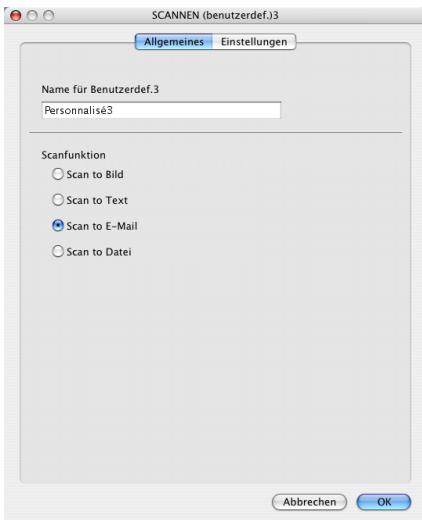 SCANNEN (benutzerdef.)3
Allgemeines Einstellungen
Name für Benutzerdef.3
Personnalisé3
Scanfunktion
Scan to Bild
Scan to Text
Scan to E-Mail
Scan to Datei
Abbrechen OK